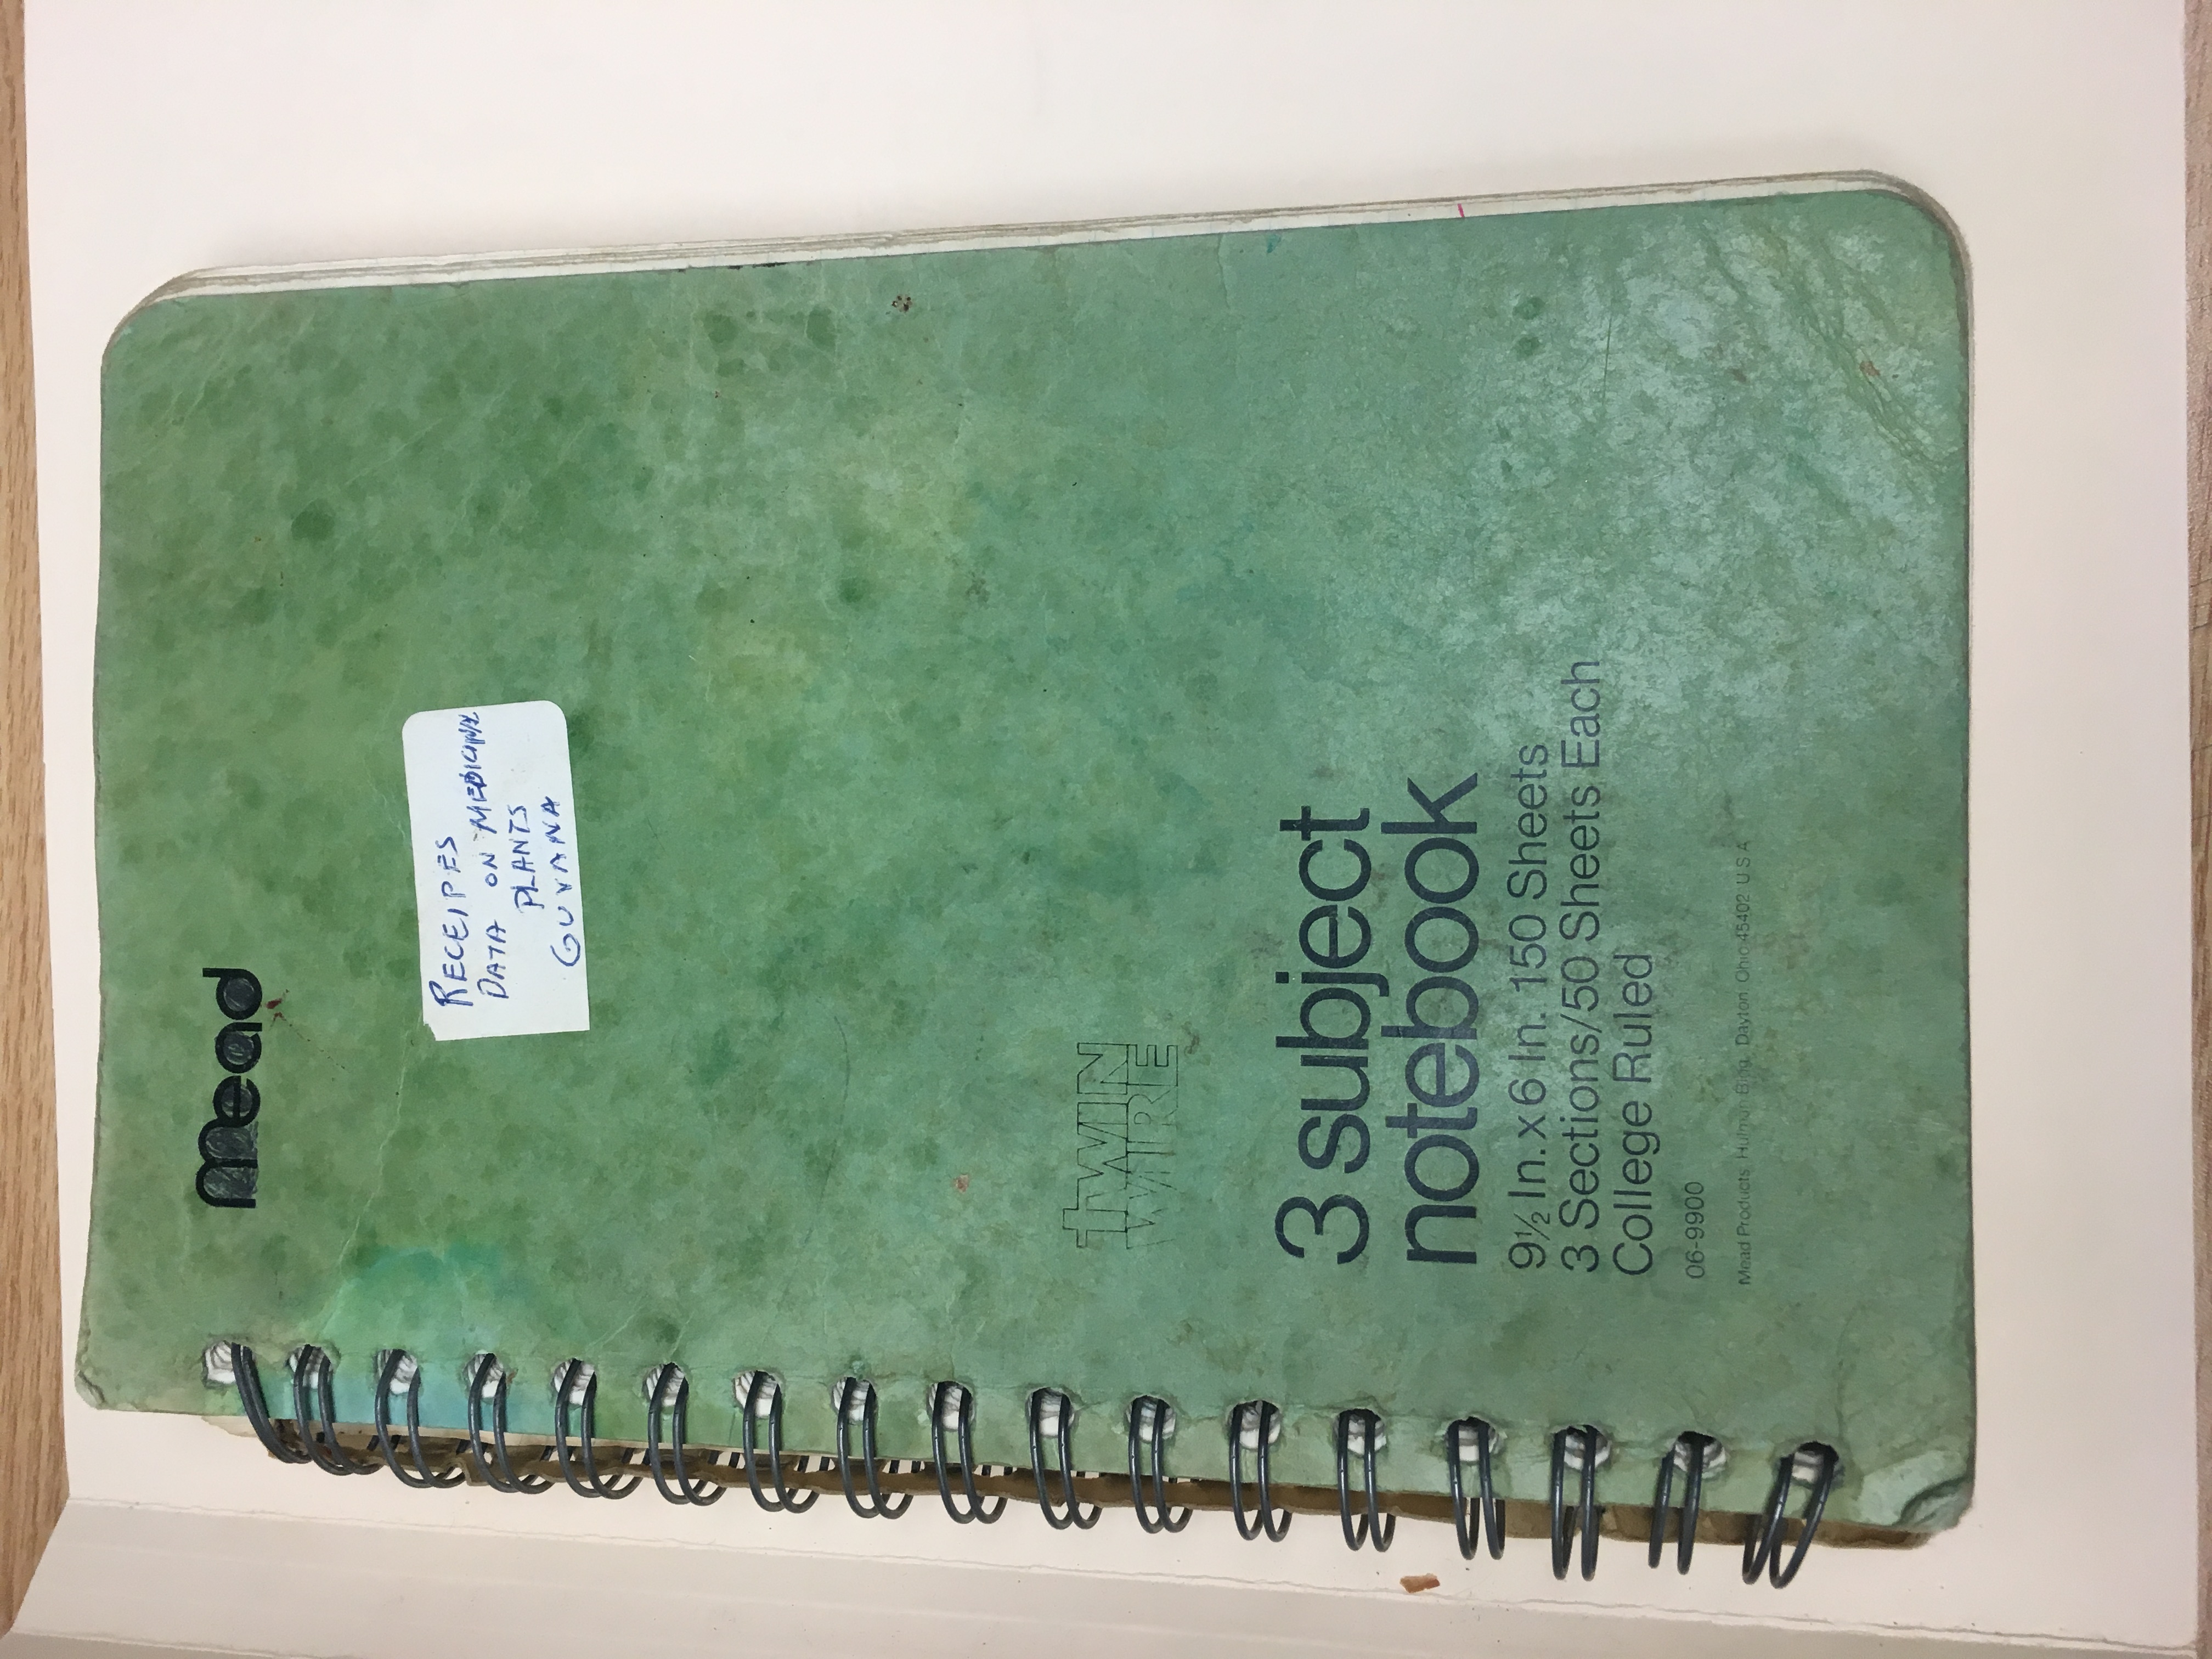 Mead
RECEIPES
DATA ON MEDICINAL
PLANTS
GUYANA
tWIN
WIRE
3 subject
notebook
9½ In. x 6 In. 150 Sheets
3 Sections/50 Sheets Each
College Ruled
06-9900
Mead Products, Hulman Bldg., Dayton, Ohio 45402 U S A